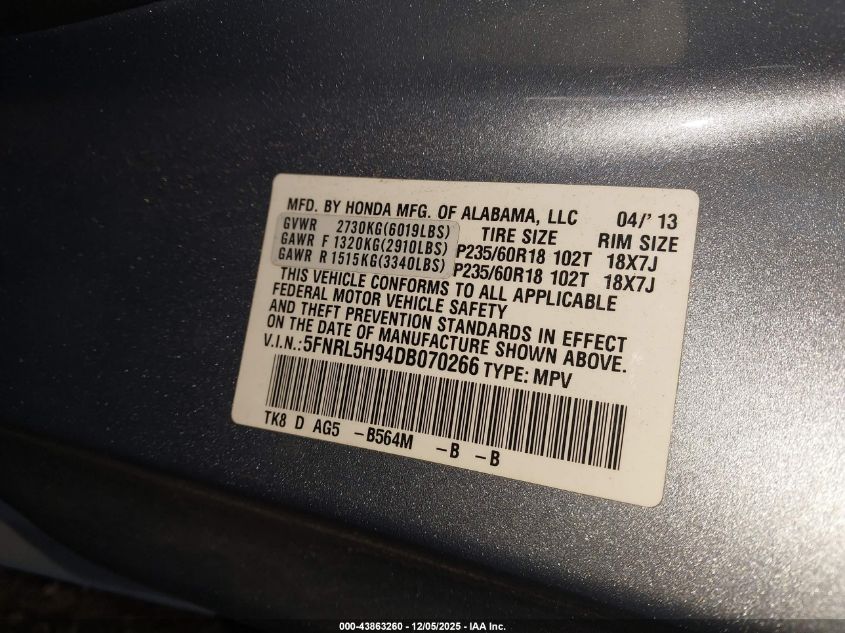 MFD. BY HONDA MFG. OF ALABAMA, LLC 04/' 13
GVWR 2730KG(6019LBS) TIRE SIZE RIM SIZE
GAWR F 1320KG(2910LBS) P235/60R18 102T 18X7J
GAWR R 1515KG(3340LBS) P235/60R18 102T 18X7J
THIS VEHICLE CONFORMS TO ALL APPLICABLE
FEDERAL MOTOR VEHICLE SAFETY
AND THEFT PREVENTION STANDARDS IN EFFECT
ON THE DATE OF MANUFACTURE SHOWN ABOVE.
V.I.N.:5FNRL5H94DB070266 TYPE: MPV
TK8 D AG5 -B564M -B -B
000-43863260 - 12/05/2025 - IAA Inc.